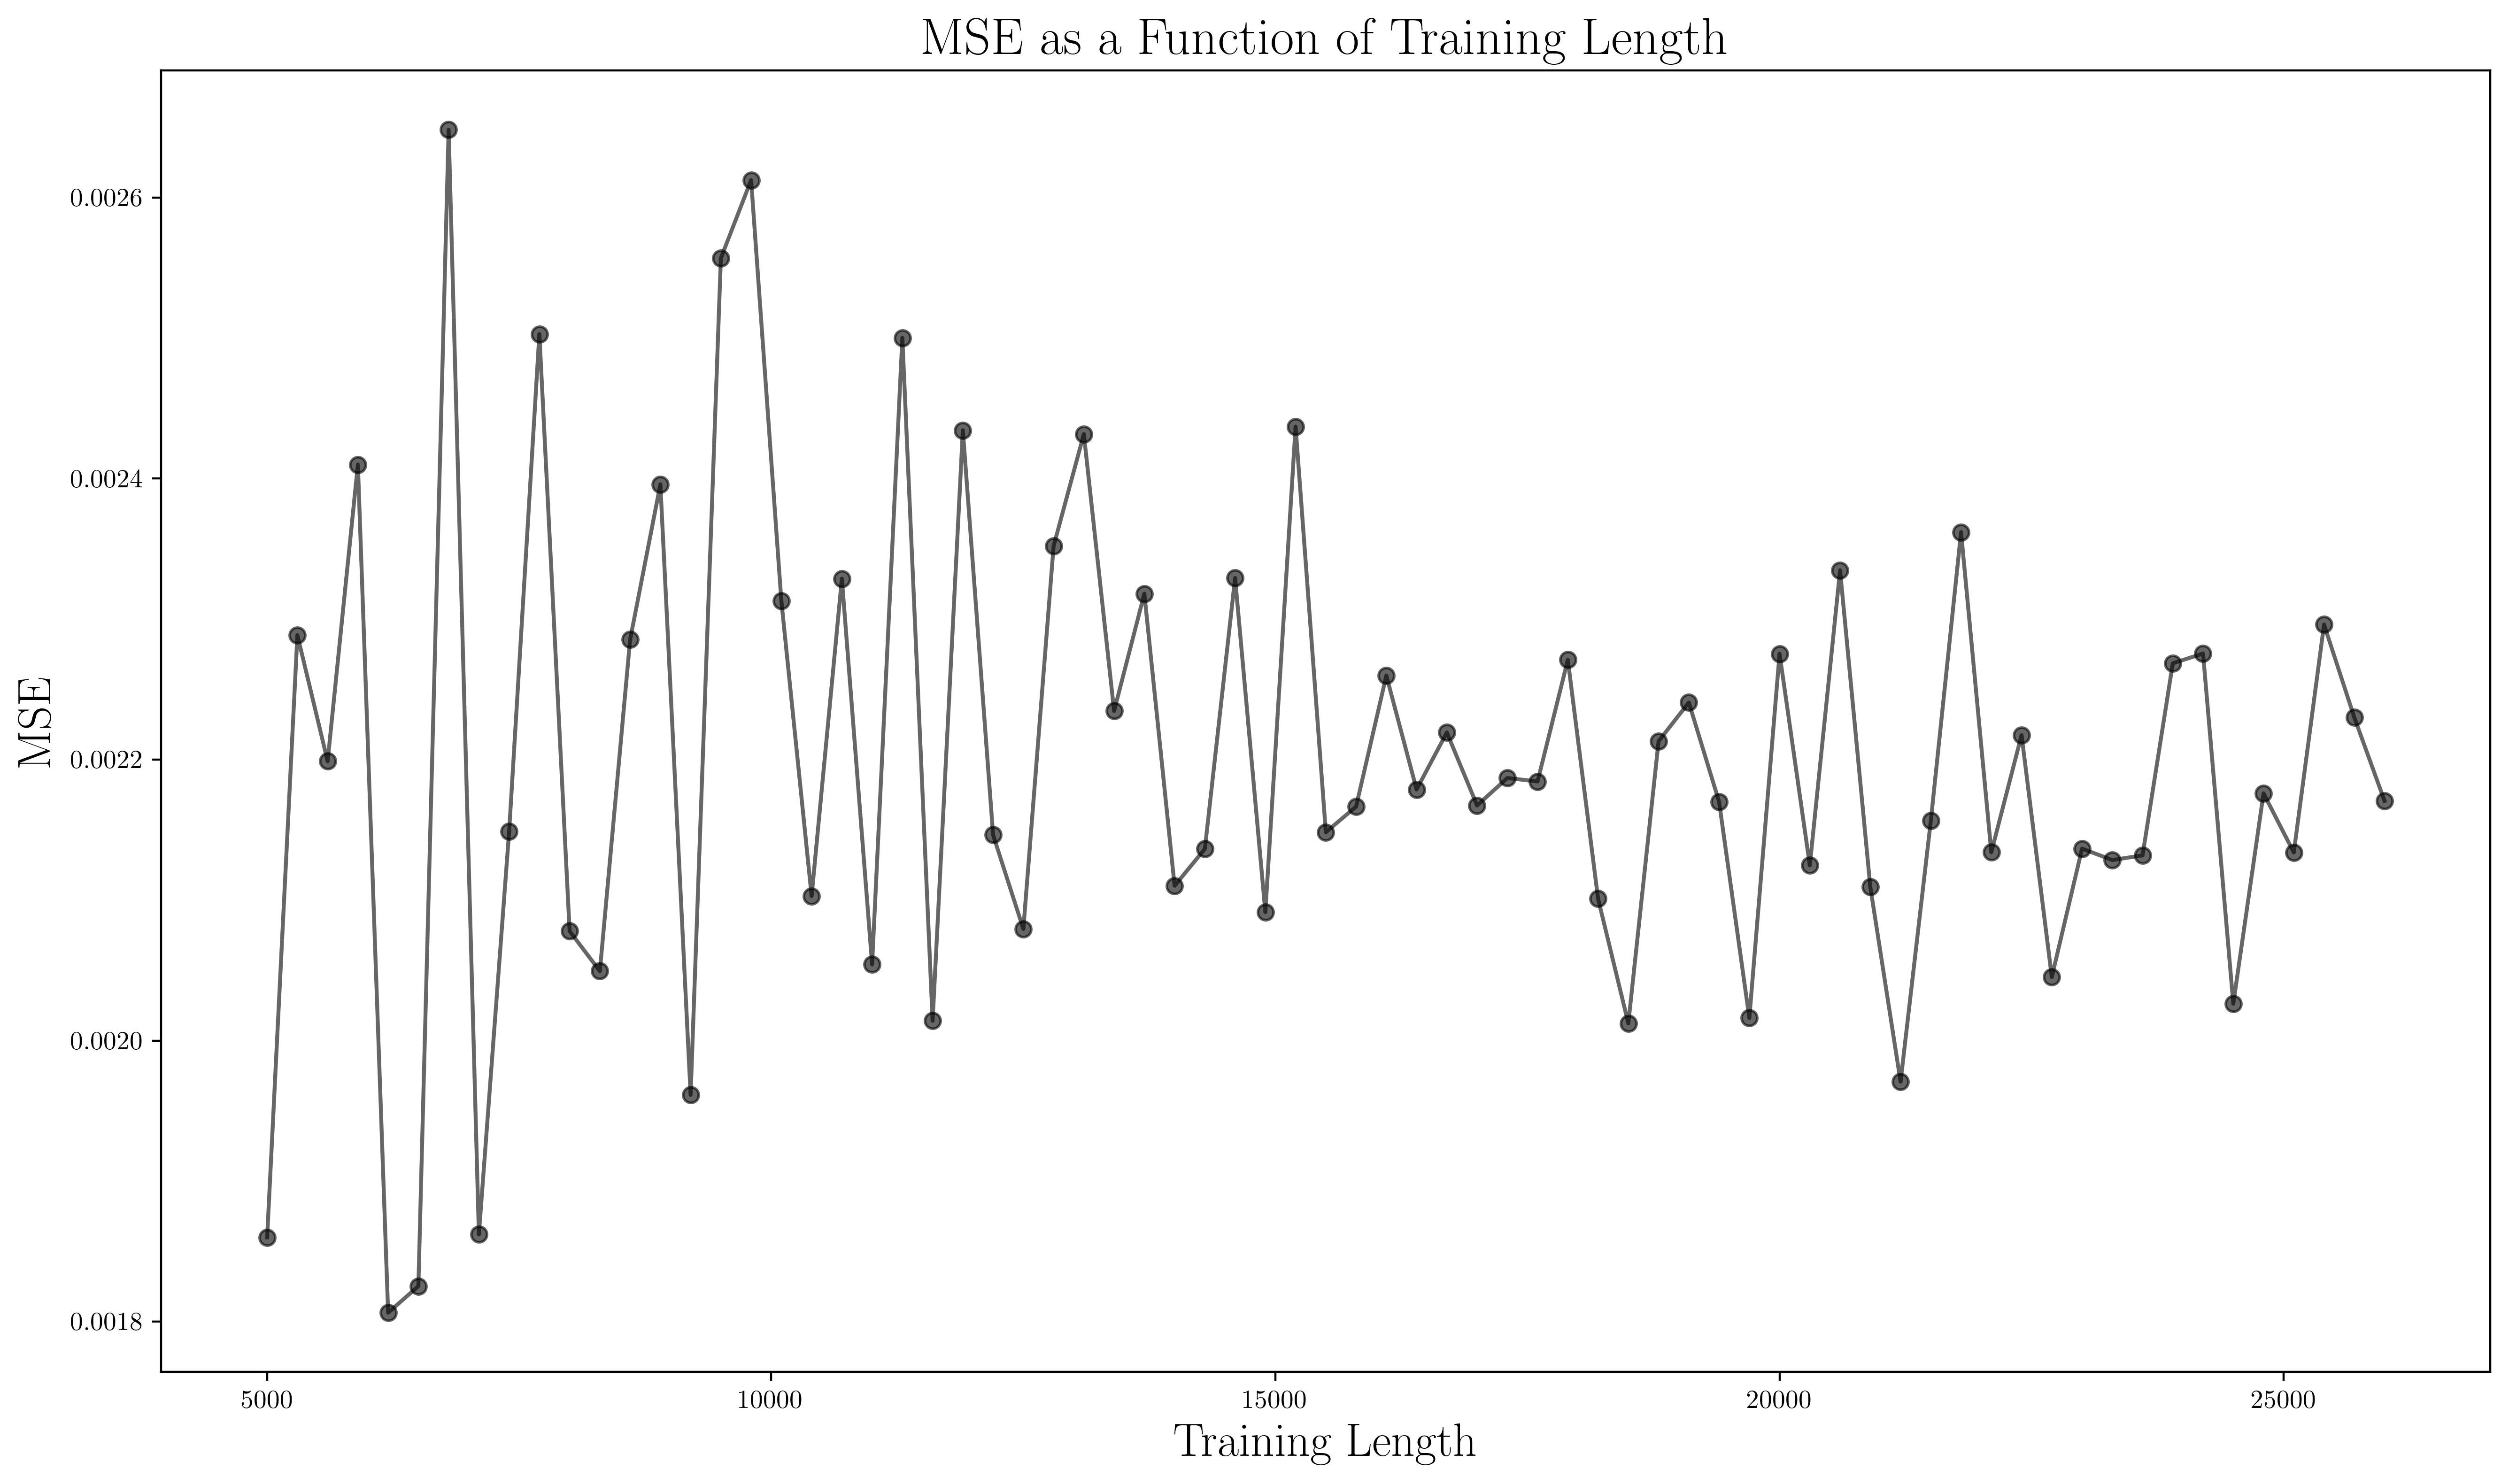 MSE as a Function of Training Length
MSE
0.0026
0.0024
0.0022
0.0020
0.0018
5000 10000 15000 20000 25000
Training Length